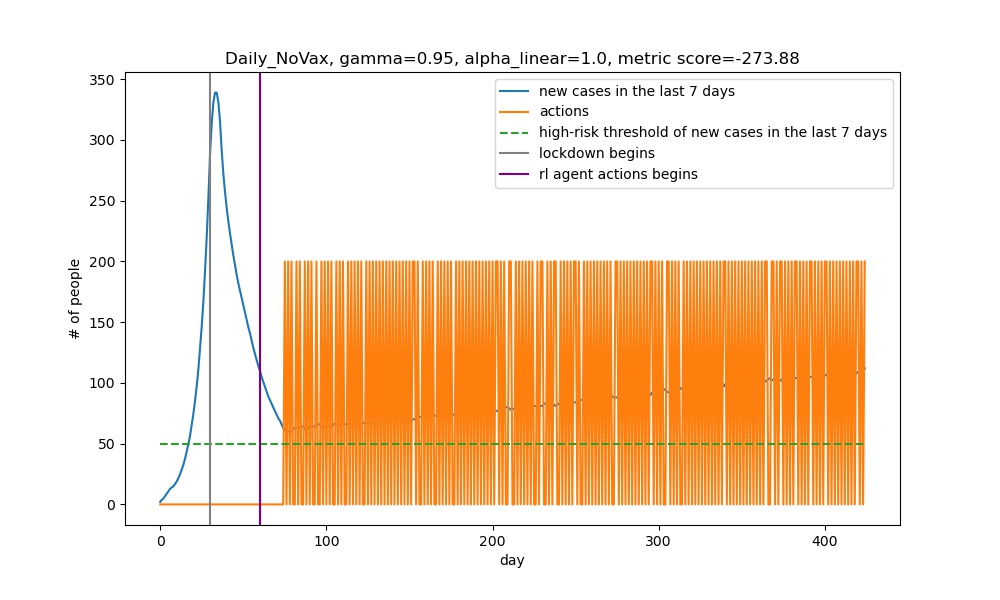 Daily_NoVax, gamma=0.95, alpha_linear=1.0, metric score=-273.88
new cases in the last 7 days
actions
high-risk threshold of new cases in the last 7 days
lockdown begins
rl agent actions begins
# of people
350
300
250
200
150
100
50
0
0 100 200 300 400
day